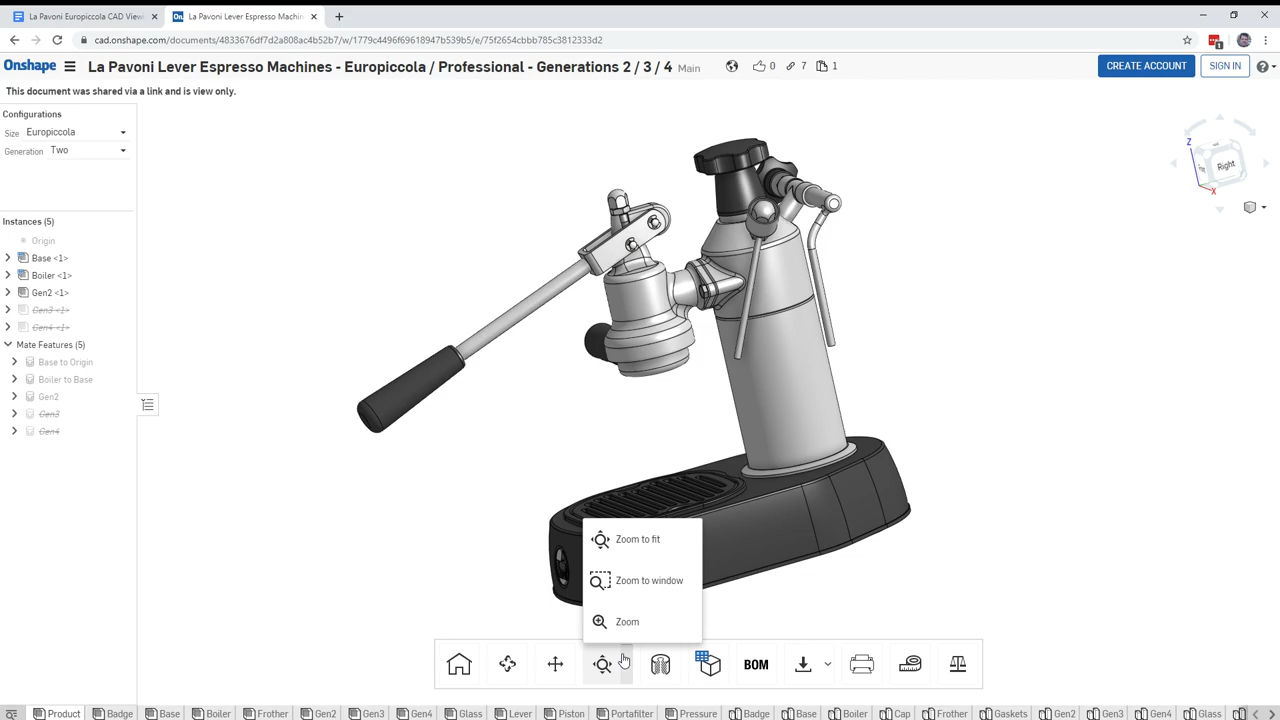 La Pavoni Europiccola CAD View
La Pavoni Lever Espresso Machin
cad.onshape.com/documents/4833676df7d2a808ac4b52b7/w/1779c4496f69618947b539b5/e/75f2654cbbb785c3812333d2
1
Onshape La Pavoni Lever Espresso Machines - Europiccola / Professional - Generations 2 / 3 / 4 Main 0 7 1 CREATE ACCOUNT SIGN IN
This document was shared via a link and is view only.
Configurations
Size Europiccola
Generation Two
Z
Right
X
Instances (5)
Origin
Base <1>
Boiler <1>
Gen2 <1>
Gen3 <1>
Gen4 <1>
Mate Features (5)
Base to Origin
Boiler to Base
Gen2
Gen3
Gen4
Zoom to fit
Zoom to window
Zoom
BOM
Product Badge Base Boiler Frother Gen2 Gen3 Gen4 Glass Lever Piston Portafilter Pressure Badge Base Boiler Cap Frother Gaskets Gen2 Gen3 Gen4 Glass